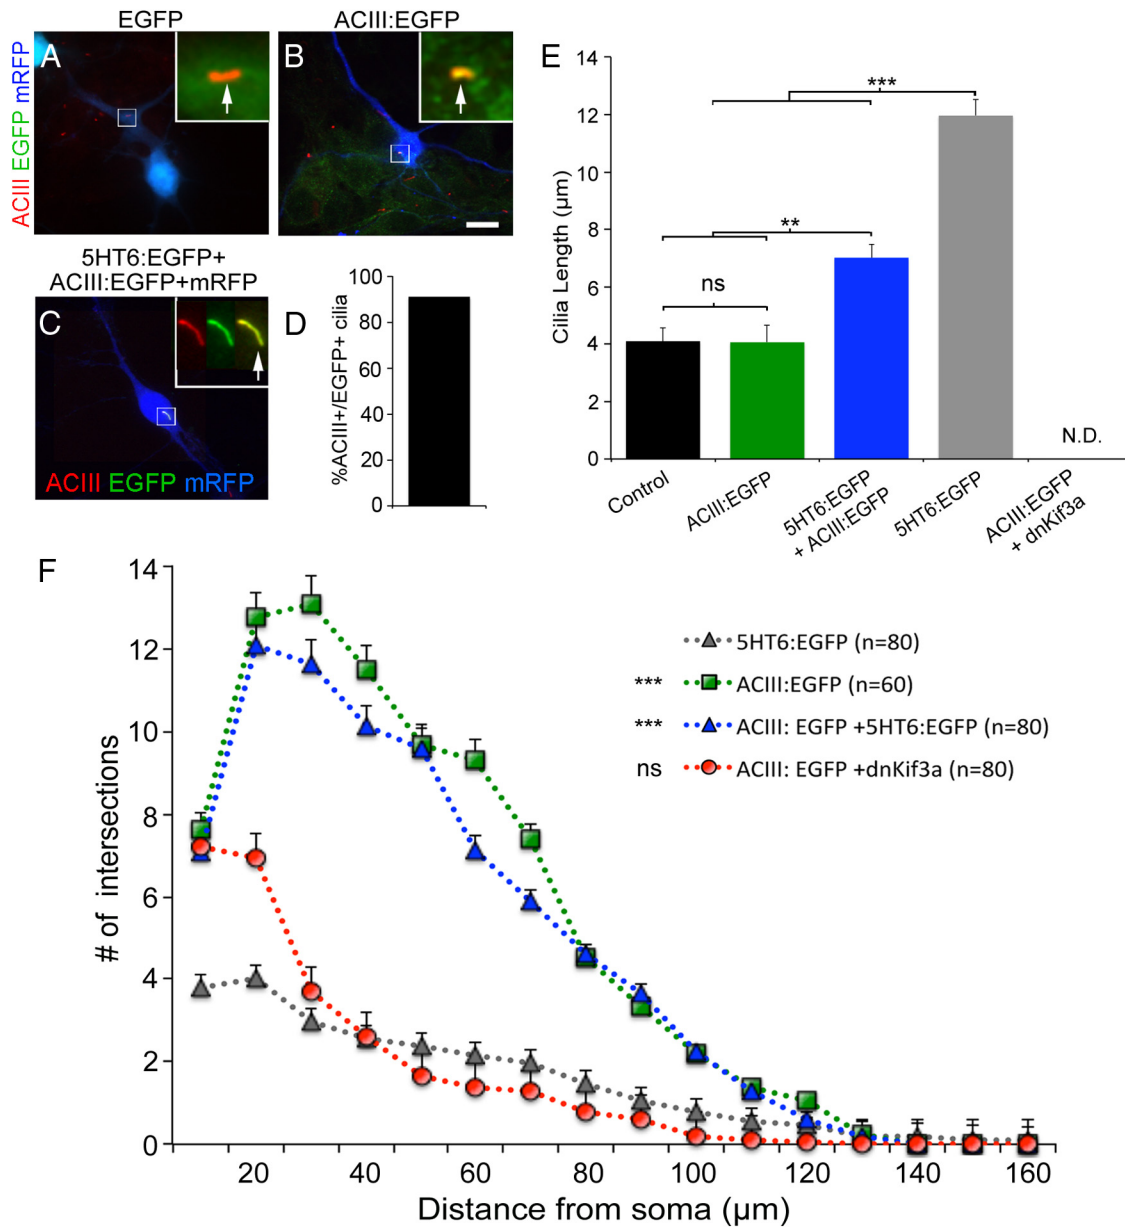 EGFP
ACIII:EGFP
A
B
ACIII EGFP mRFP
5HT6:EGFP+
ACIII:EGFP+mRFP
C
ACIII EGFP mRFP
D
%ACIII+/EGFP+ cilia
100
80
60
40
20
0
E
Cilia Length (µm)
14
12
10
8
6
4
2
0
***
**
ns
N.D.
Control
ACIII:EGFP
5HT6:EGFP
+ ACIII:EGFP
5HT6:EGFP
ACIII:EGFP
+ dnKif3a
F
# of intersections
14
12
10
8
6
4
2
0
5HT6:EGFP (n=80)
*** ACIII:EGFP (n=60)
*** ACIII: EGFP +5HT6:EGFP (n=80)
ns ACIII: EGFP +dnKif3a (n=80)
20 40 60 80 100 120 140 160
Distance from soma (µm)